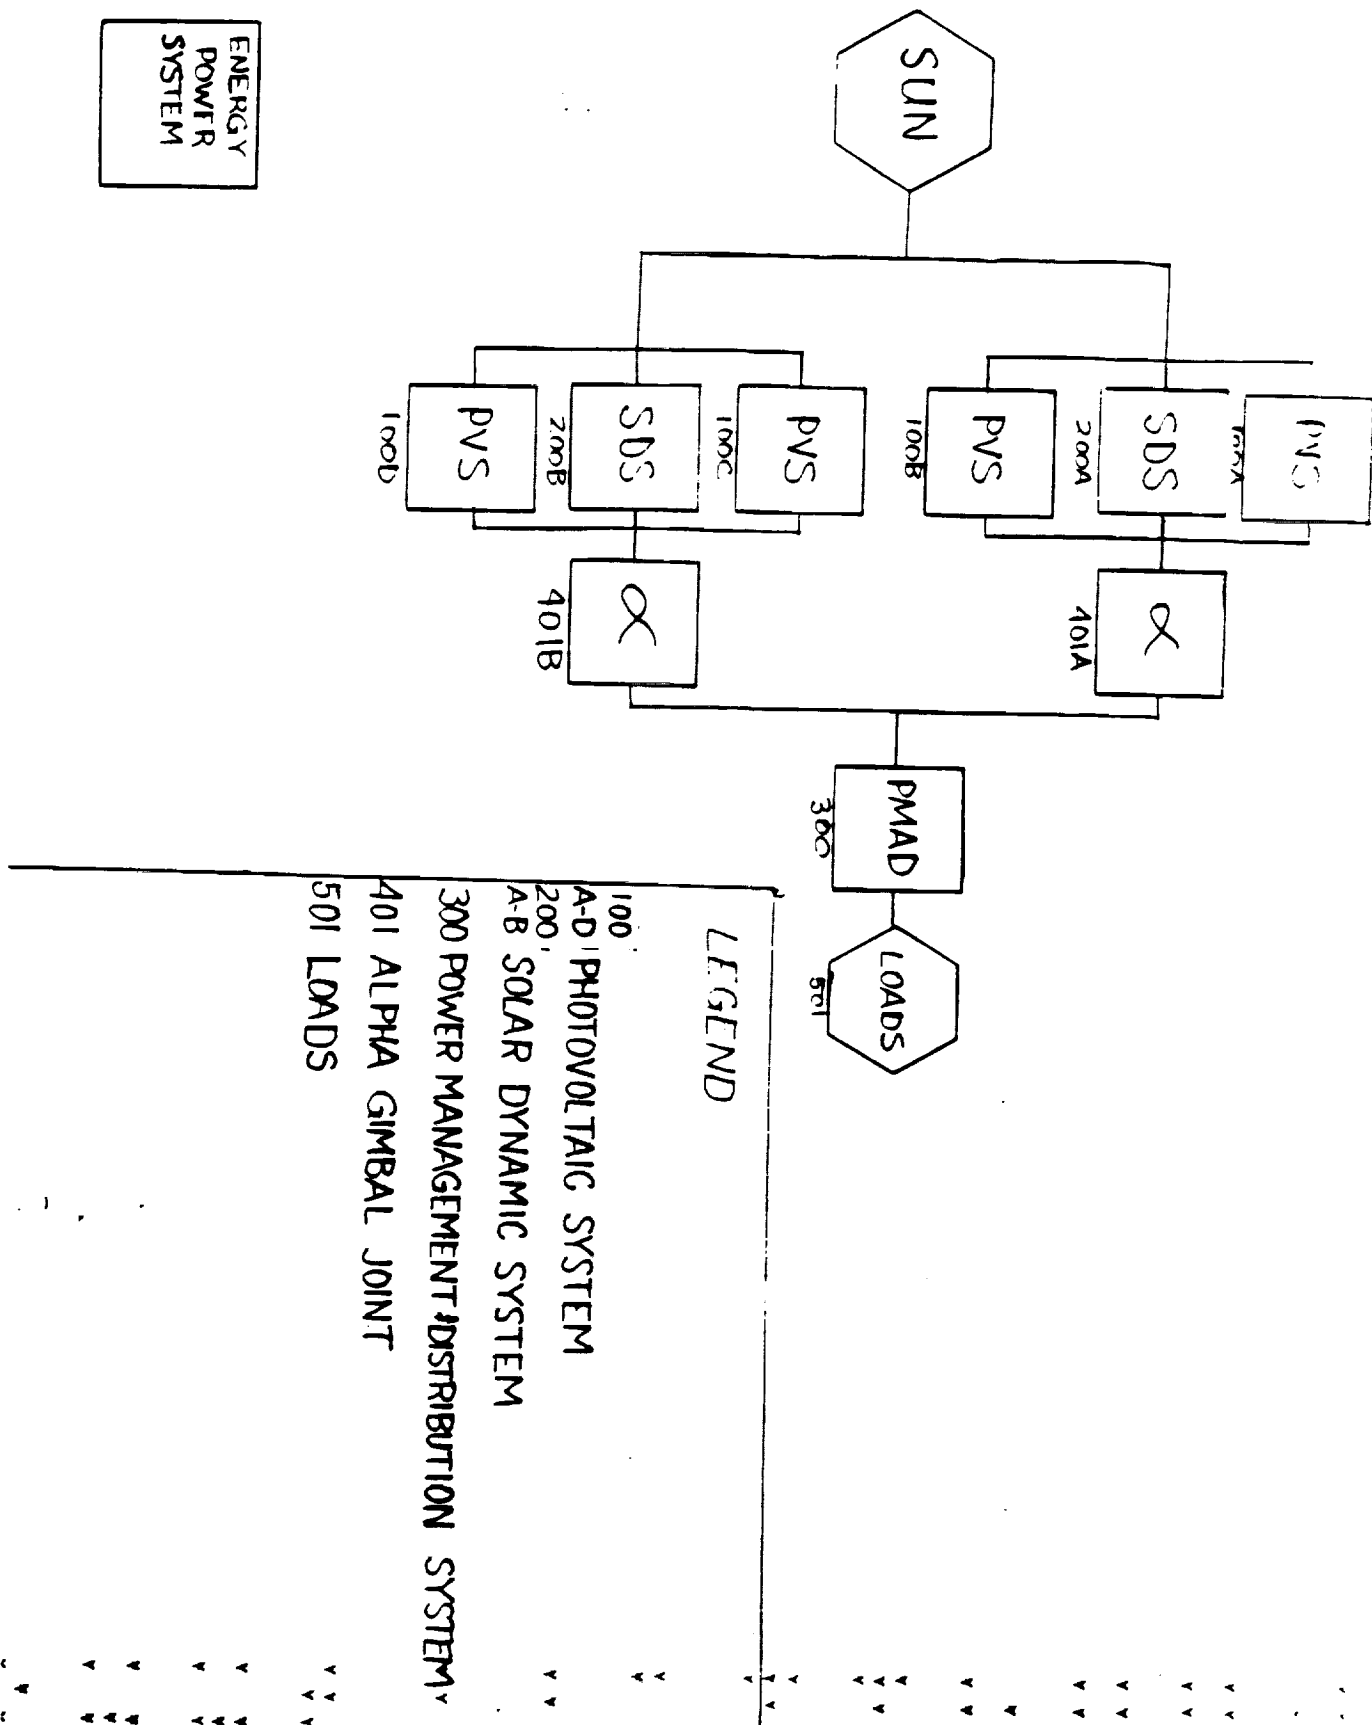 PVS
100A
SDS
200A
α
401A
PVS
100B
SUN
PMAD
300
LOADS
501
PVS
100C
SDS
200B
α
401B
PVS
100D
LEGEND
100
A-D PHOTOVOLTAIC SYSTEM
200
A-B SOLAR DYNAMIC SYSTEM
300 POWER MANAGEMENT & DISTRIBUTION SYSTEM
401 ALPHA GIMBAL JOINT
501 LOADS
ENERGY
POWER
SYSTEM